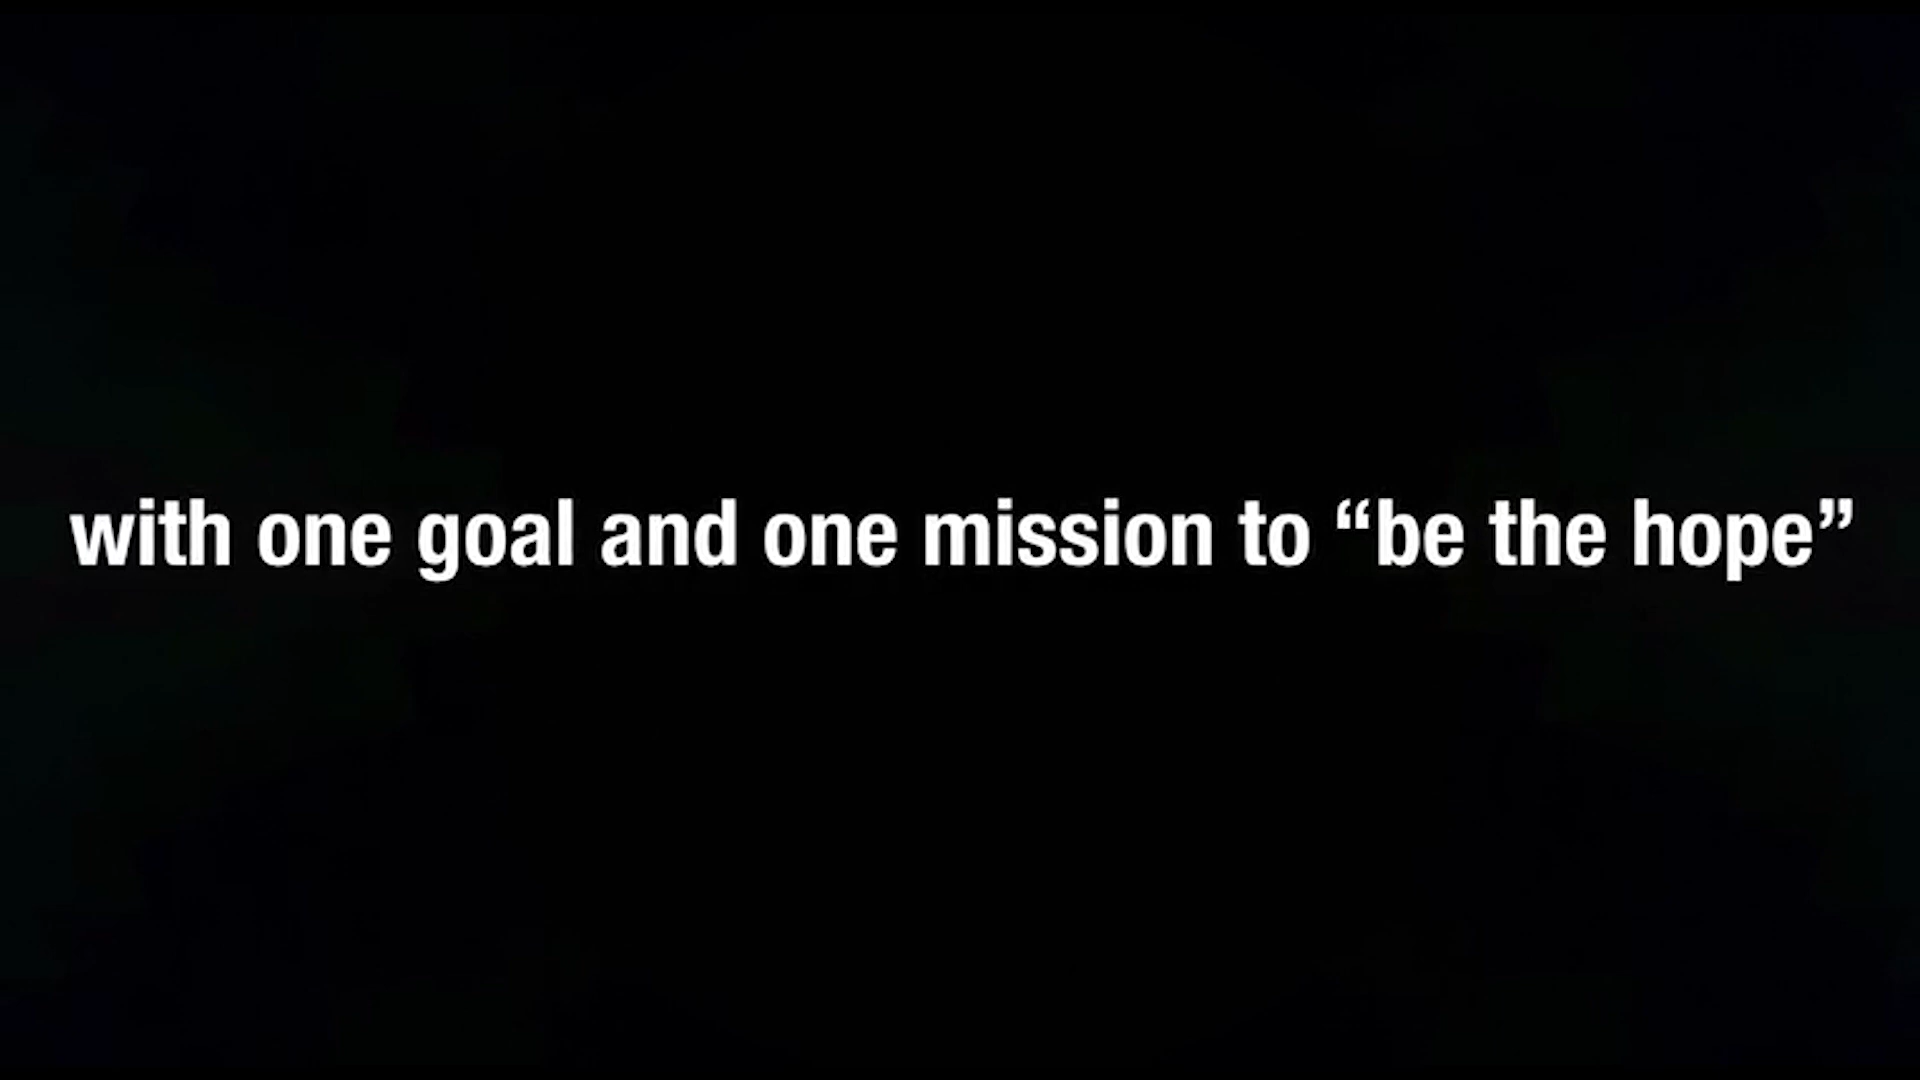 with one goal and one mission to “be the hope”